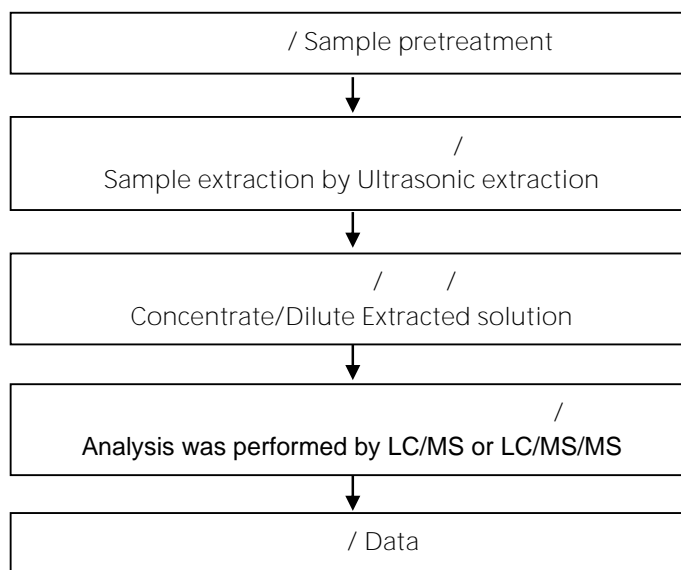 / Sample pretreatment
/
Sample extraction by Ultrasonic extraction
/ /
Concentrate/Dilute Extracted solution
/
Analysis was performed by LC/MS or LC/MS/MS
/ Data